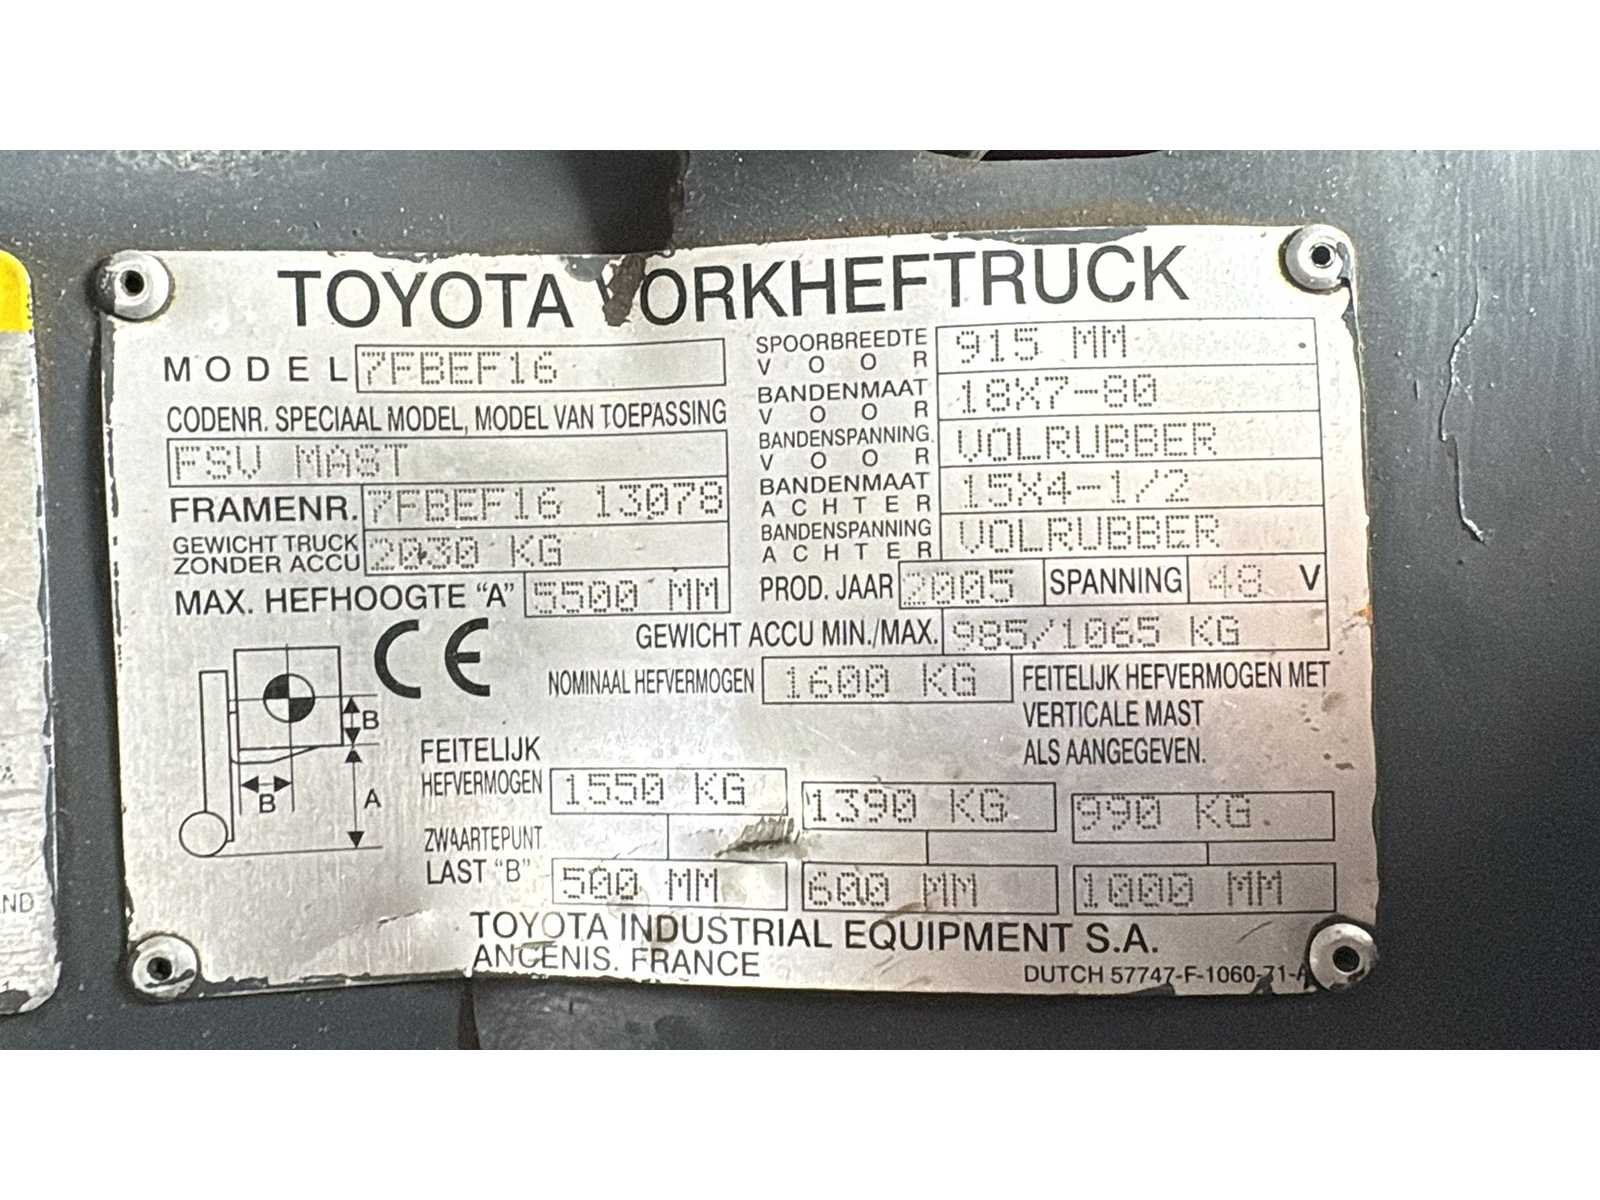 TOYOTA VORKHEFTRUCK
MODEL 7FBEF16
CODENR. SPECIAAL MODEL, MODEL VAN TOEPASSING
FSV MAST
FRAMENR. 7FBEF16 13078
GEWICHT TRUCK ZONDER ACCU 2030 KG
MAX. HEFHOOGTE "A" 5500 MM
SPOORBREEDTE VOOR 915 MM
BANDENMAAT VOOR 18X7-80
BANDENSPANNING. VOOR VOLRUBBER
BANDENMAAT ACHTER 15X4-1/2
BANDENSPANNING ACHTER VOLRUBBER
PROD. JAAR 2005 SPANNING 48 V
GEWICHT ACCU MIN./MAX. 985/1065 KG
CE
NOMINAAL HEFVERMOGEN 1600 KG
FEITELIJK HEFVERMOGEN MET
VERTICALE MAST
ALS AANGEGEVEN.
B
B
A
FEITELIJK
HEFVERMOGEN 1550 KG 1390 KG 990 KG.
ZWAARTEPUNT
LAST "B" 500 MM 600 MM 1000 MM
TOYOTA INDUSTRIAL EQUIPMENT S.A.
ANCENIS. FRANCE
DUTCH 57747-F-1060-71-A